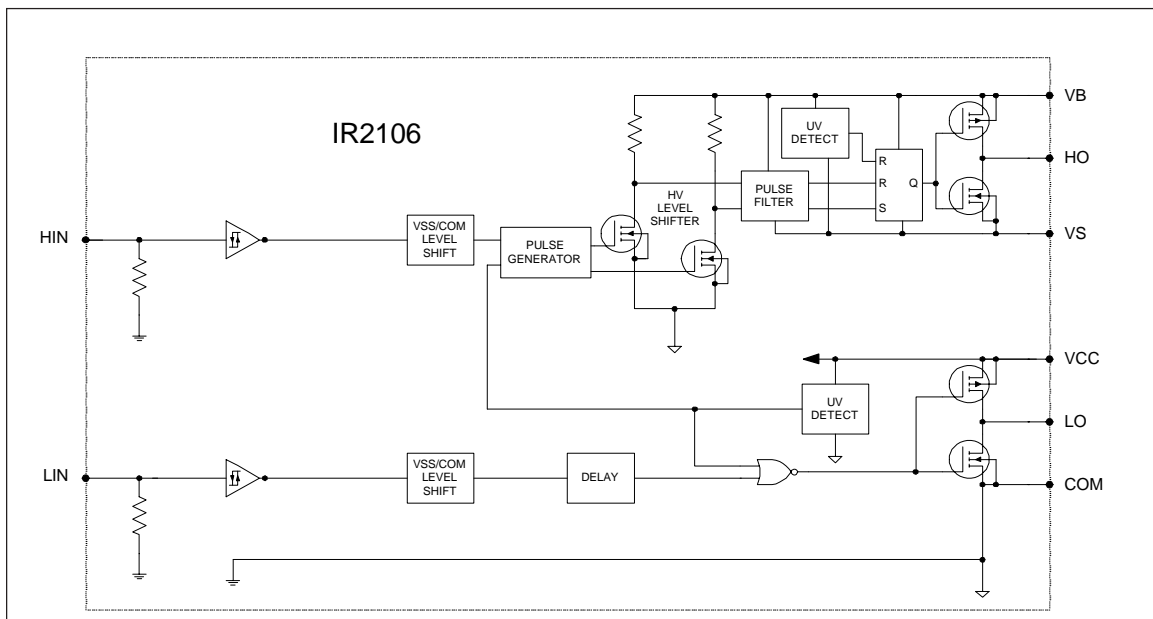 IR2106
VB
UV
DETECT
HO
R
R
Q
S
PULSE
FILTER
HV
LEVEL
SHIFTER
VSS/COM
LEVEL
SHIFT
PULSE
GENERATOR
HIN
VS
VCC
UV
DETECT
LO
LIN
VSS/COM
LEVEL
SHIFT
DELAY
COM